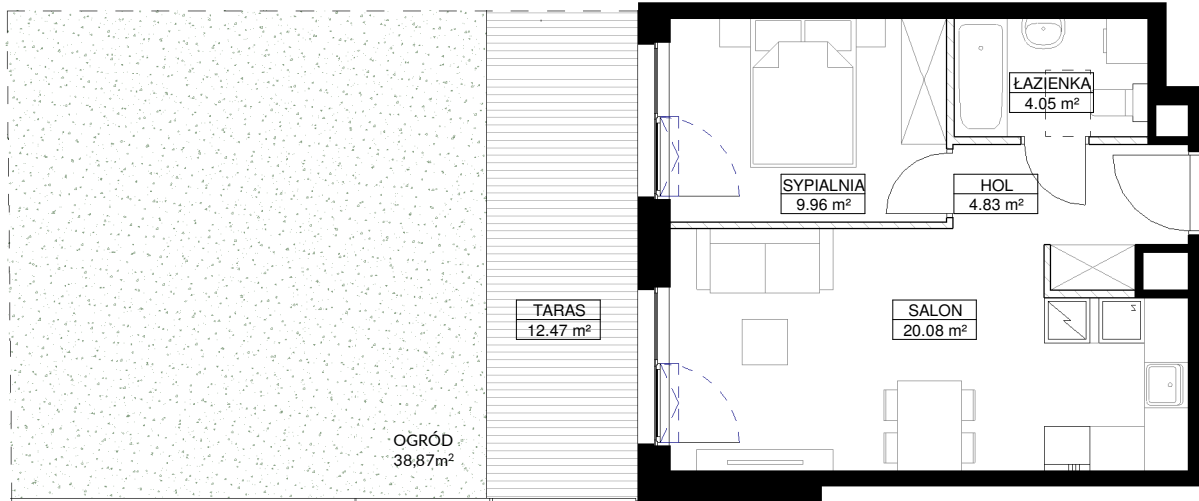 ŁAZIENKA
4.05 m²
SYPIALNIA
9.96 m²
HOL
4.83 m²
TARAS
12.47 m²
SALON
20.08 m²
OGRÓD
38,87m²